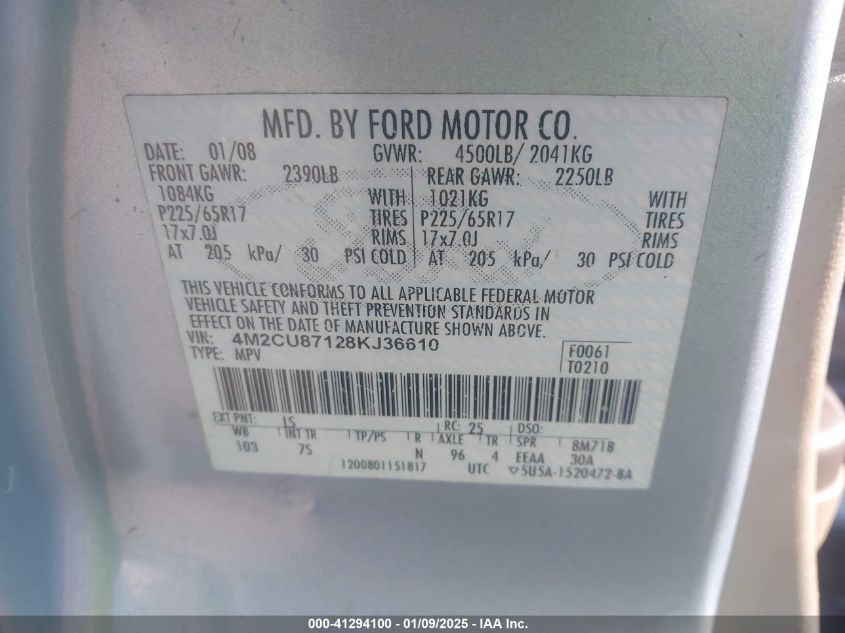 MFD. BY FORD MOTOR CO.
DATE: 01/08 GVWR: 4500LB/ 2041KG
FRONT GAWR: 2390LB REAR GAWR: 2250LB
1084KG WITH 1021KG WITH
P225/65R17 TIRES P225/65R17 TIRES
17x7.0J RIMS 17x7.0J RIMS
AT 205 kPa/ 30 PSI COLD AT 205 kPa/ 30 PSI COLD
THIS VEHICLE CONFORMS TO ALL APPLICABLE FEDERAL MOTOR
VEHICLE SAFETY AND THEFT PREVENTION STANDARDS IN
EFFECT ON THE DATE OF MANUFACTURE SHOWN ABOVE.
VIN: 4M2CU87128KJ36610
TYPE: MPV
F0061
T0210
EXT PNT: RC: 25 DSO:
WB INT TR TP/PS R AXLE TR SPR 8M71B
103 75 N 96 4 EEAA 30A
1200801151817 UTC ▽5U5A-1520472-BA
000-41294100 - 01/09/2025 - IAA Inc.